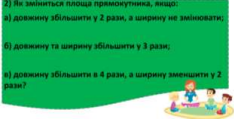 2) Як зміниться площа прямокутника, якщо:
а) довжину збільшити у 2 рази, а ширину не змінювати;
б) довжину та ширину збільшити у 3 рази;
в) довжину збільшити в 4 рази, а ширину зменшити у 2
рази?